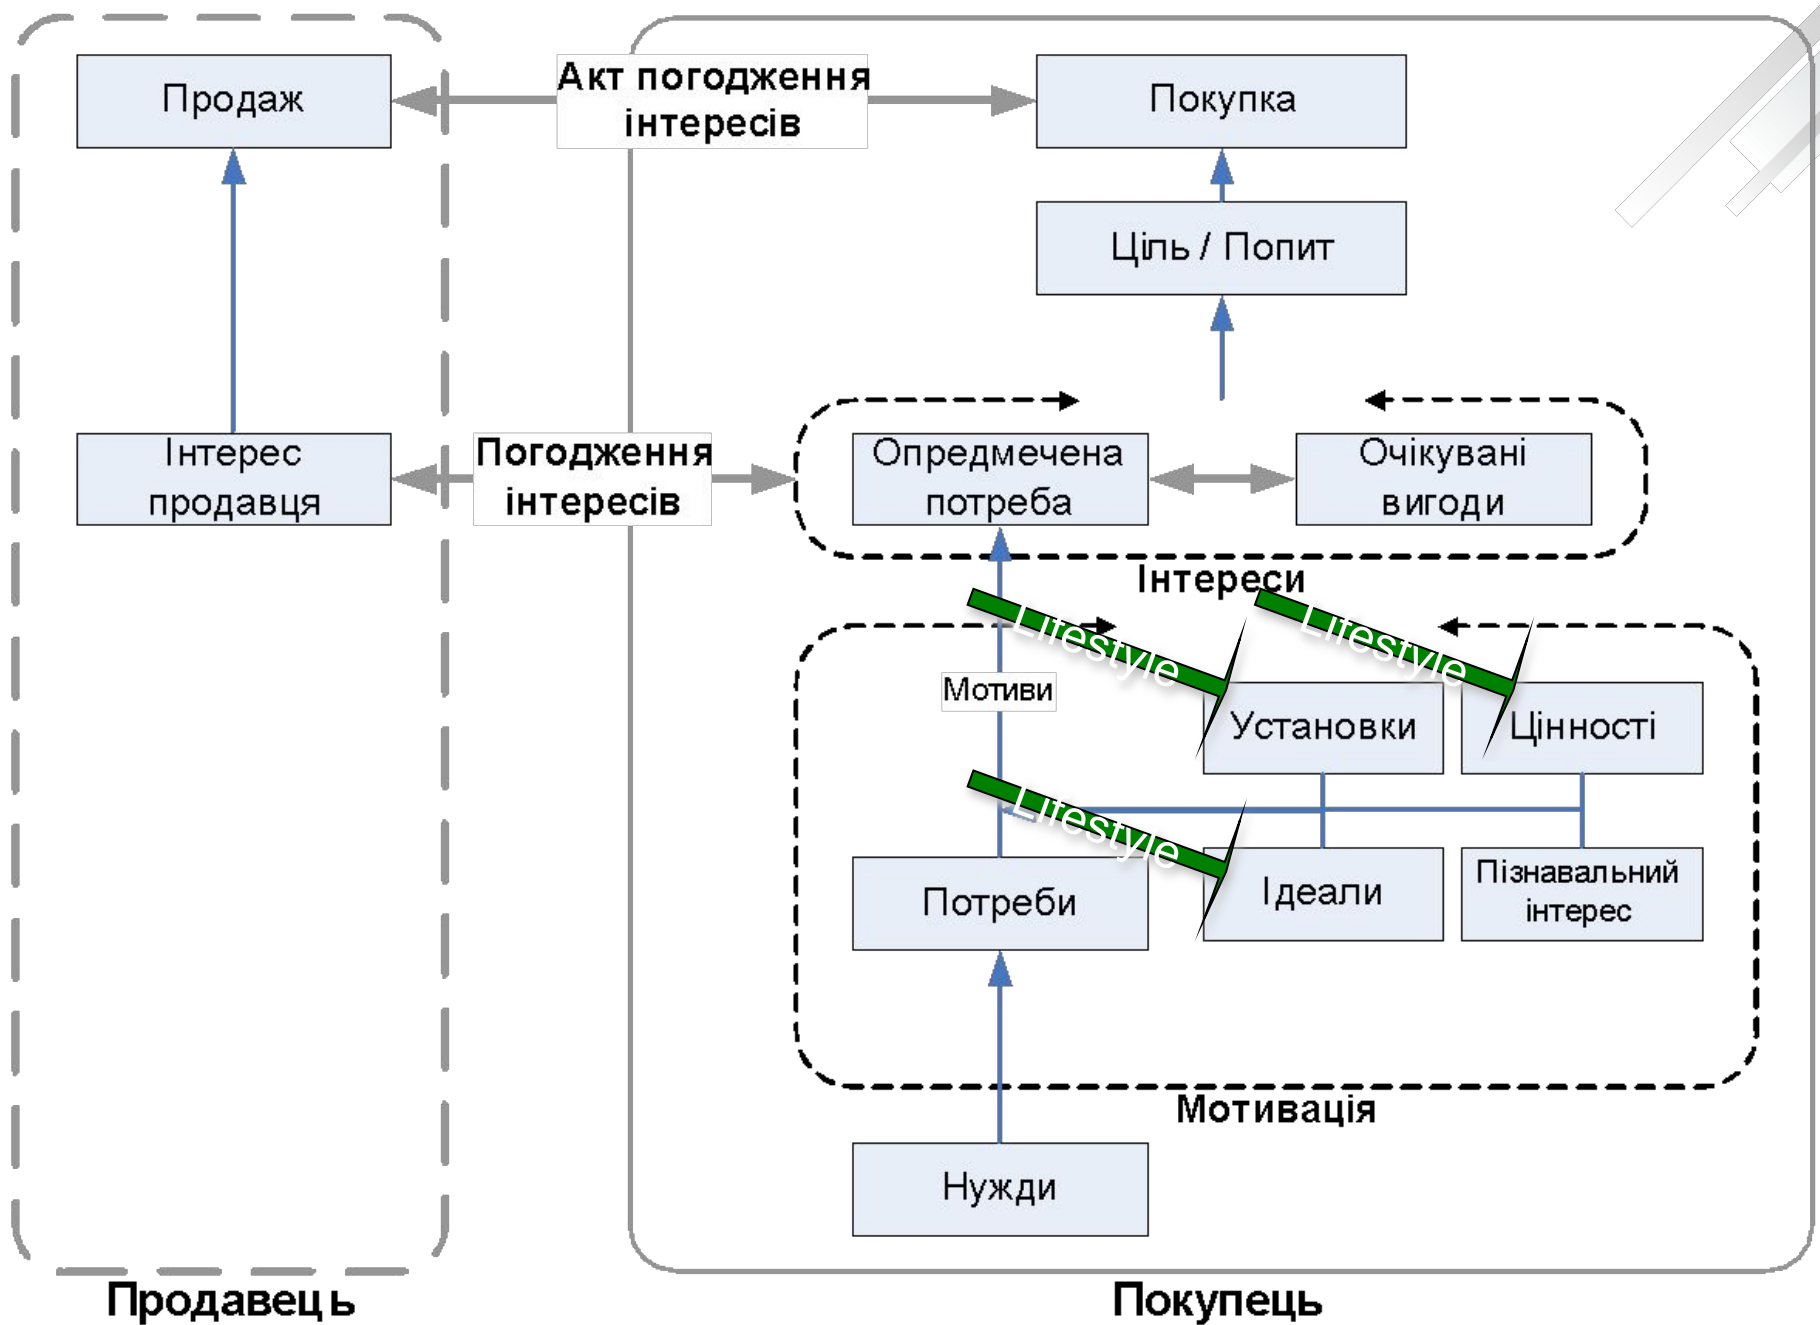 Продаж
Акт погодження
інтересів
Покупка
Ціль / Попит
Інтерес
продавця
Погодження
інтересів
Опредмечена
потреба
Очікувані
вигоди
Інтереси
Lifestyle
Lifestyle
Мотиви
Установки
Цінності
Lifestyle
Потреби
Ідеали
Пізнавальний
інтерес
Мотивація
Нужди
Продавець
Покупець